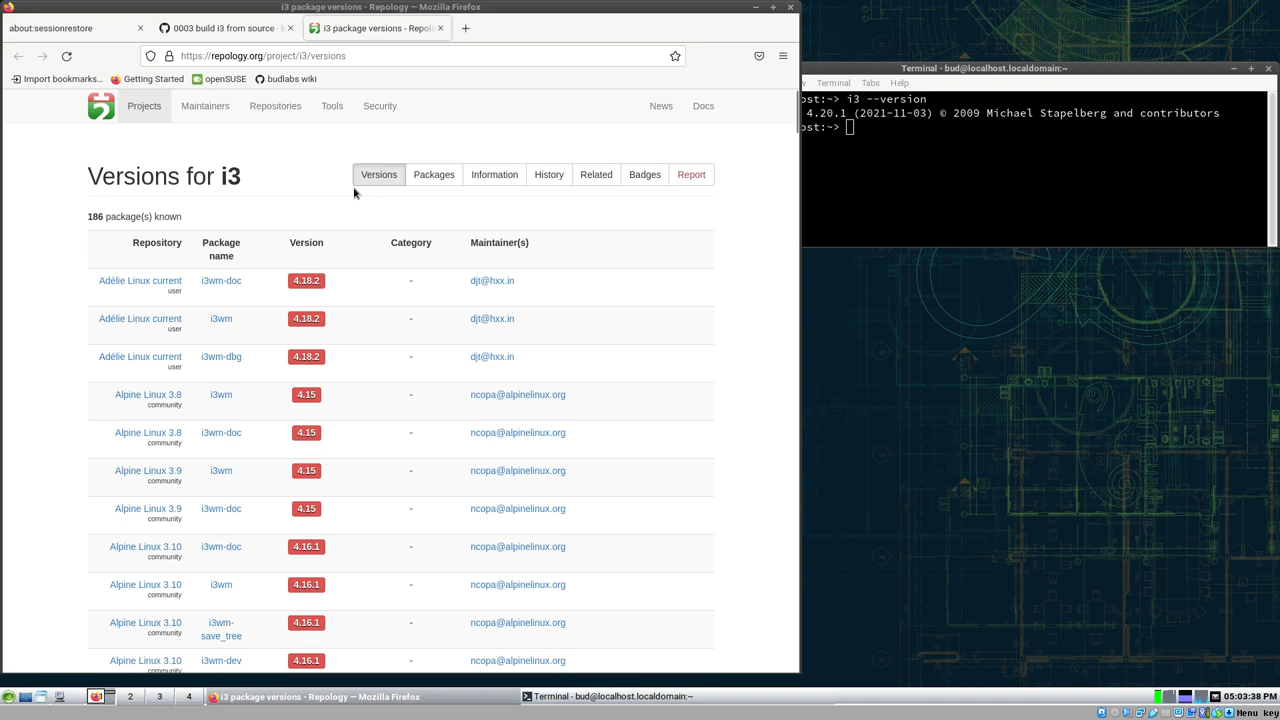 i3 package versions - Repology — Mozilla Firefox
about:sessionrestore
0003 build i3 from source -
i3 package versions - Repolo
https://repology.org/project/i3/versions
Import bookmarks...
Getting Started
openSUSE
budlabs wiki
Projects
Maintainers
Repositories
Tools
Security
News
Docs
Versions for i3
Versions
Packages
Information
History
Related
Badges
Report
186 package(s) known
Repository Package name Version Category Maintainer(s)
Adélie Linux current i3wm-doc 4.18.2 - djt@hxx.in
user
Adélie Linux current i3wm 4.18.2 - djt@hxx.in
user
Adélie Linux current i3wm-dbg 4.18.2 - djt@hxx.in
user
Alpine Linux 3.8 i3wm 4.15 - ncopa@alpinelinux.org
community
Alpine Linux 3.8 i3wm-doc 4.15 - ncopa@alpinelinux.org
community
Alpine Linux 3.9 i3wm 4.15 - ncopa@alpinelinux.org
community
Alpine Linux 3.9 i3wm-doc 4.15 - ncopa@alpinelinux.org
community
Alpine Linux 3.10 i3wm-doc 4.16.1 - ncopa@alpinelinux.org
community
Alpine Linux 3.10 i3wm 4.16.1 - ncopa@alpinelinux.org
community
Alpine Linux 3.10 i3wm-save_tree 4.16.1 - ncopa@alpinelinux.org
community
Alpine Linux 3.10 i3wm-dev 4.16.1 - ncopa@alpinelinux.org
community
Terminal - bud@localhost.localdomain:~
Terminal
Tabs
Help
ost:~> i3 --version
4.20.1 (2021-11-03) © 2009 Michael Stapelberg and contributors
ost:~>
2
3
4
i3 package versions - Repology — Mozilla Firefox
Terminal - bud@localhost.localdomain:~
05:03:38 PM
Menu key